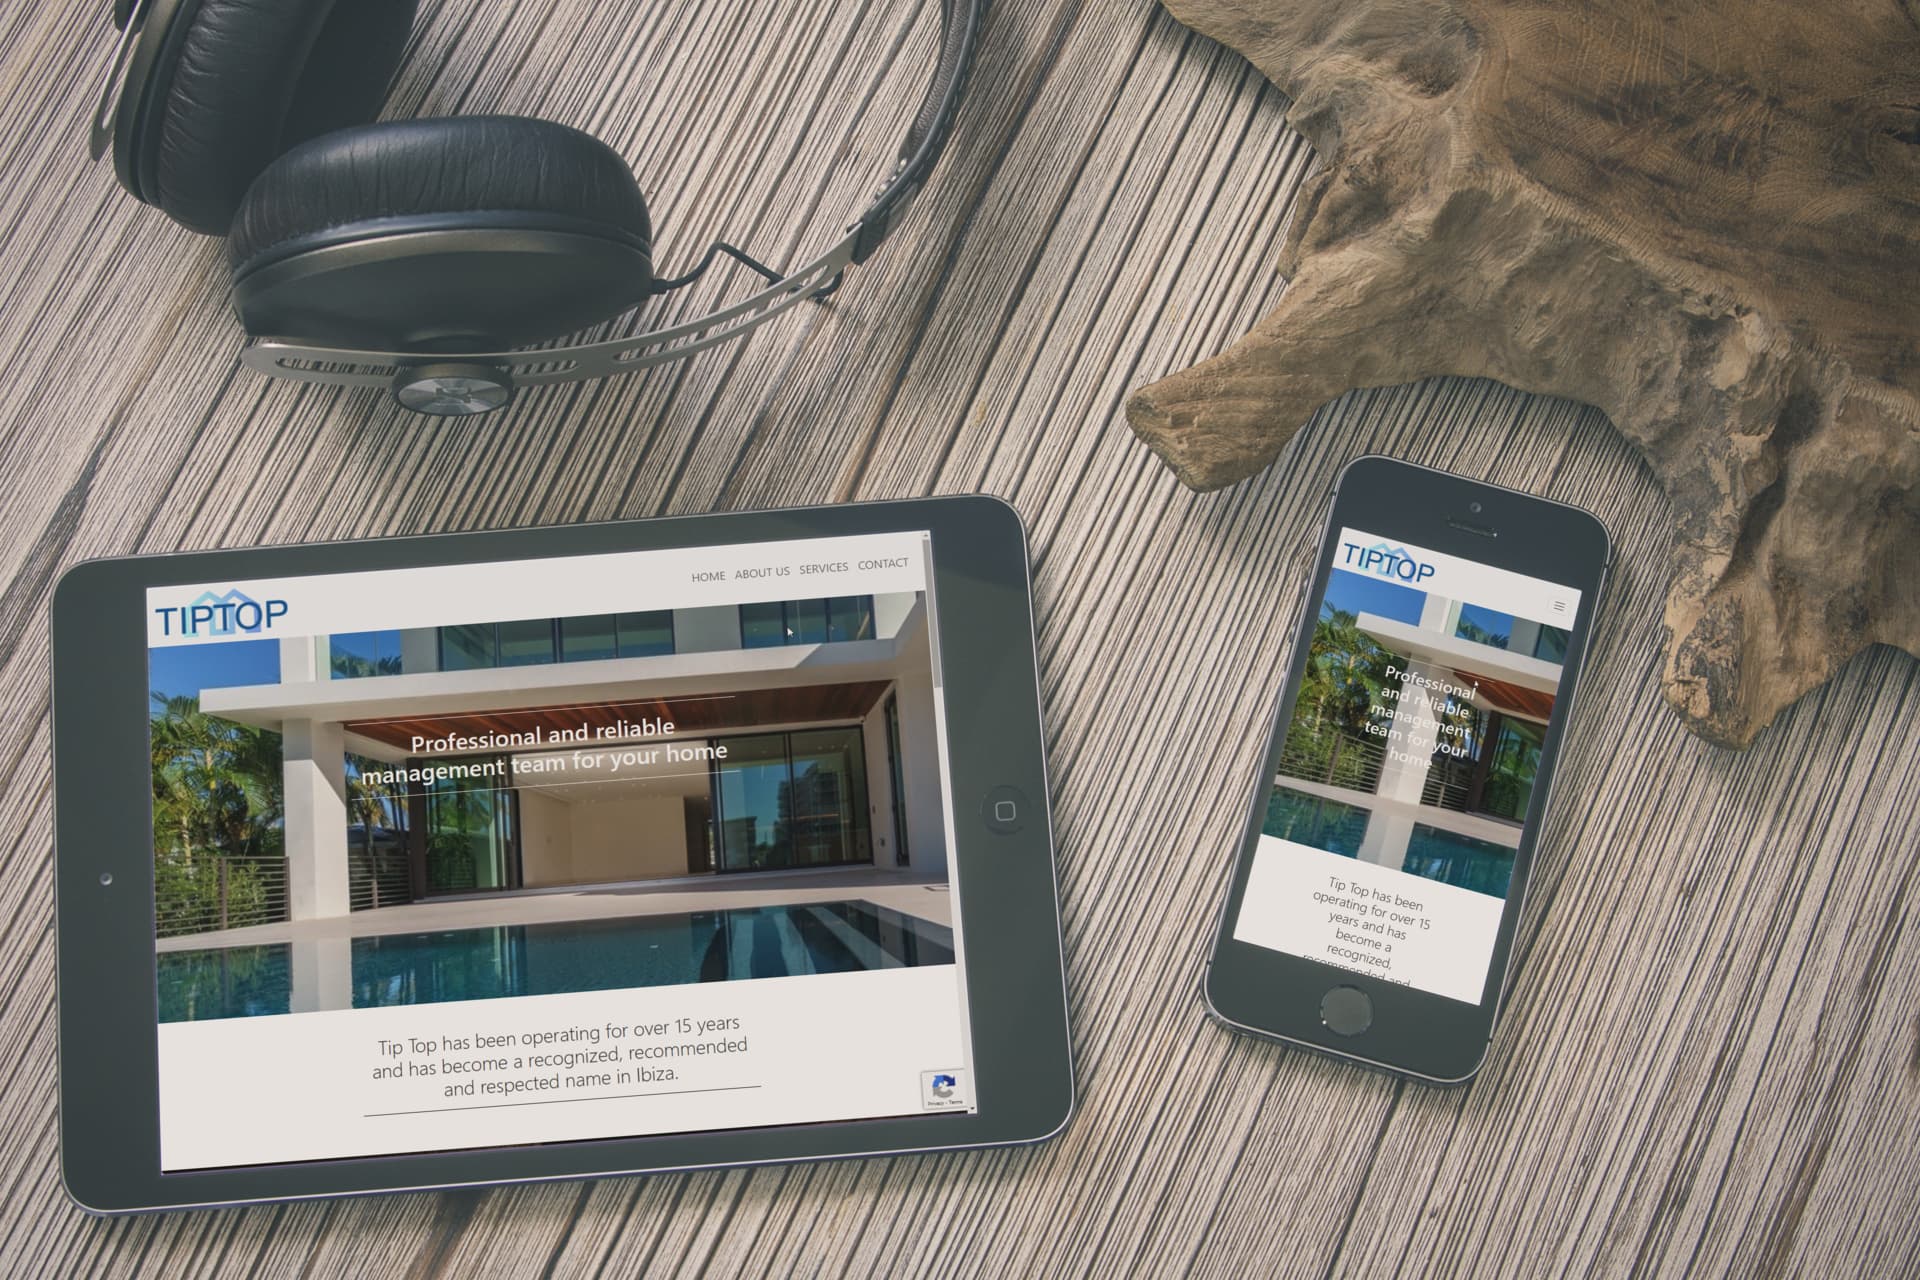 TIPTOP
HOME ABOUT US SERVICES CONTACT
Professional and reliable
management team for your home
Tip Top has been operating for over 15 years
and has become a recognized, recommended
and respected name in Ibiza.
Privacy - Terms
TIPTOP
Professional
and reliable
management
team for your
home
Tip Top has been
operating for over 15
years and has
become a
recognized,
recommended and